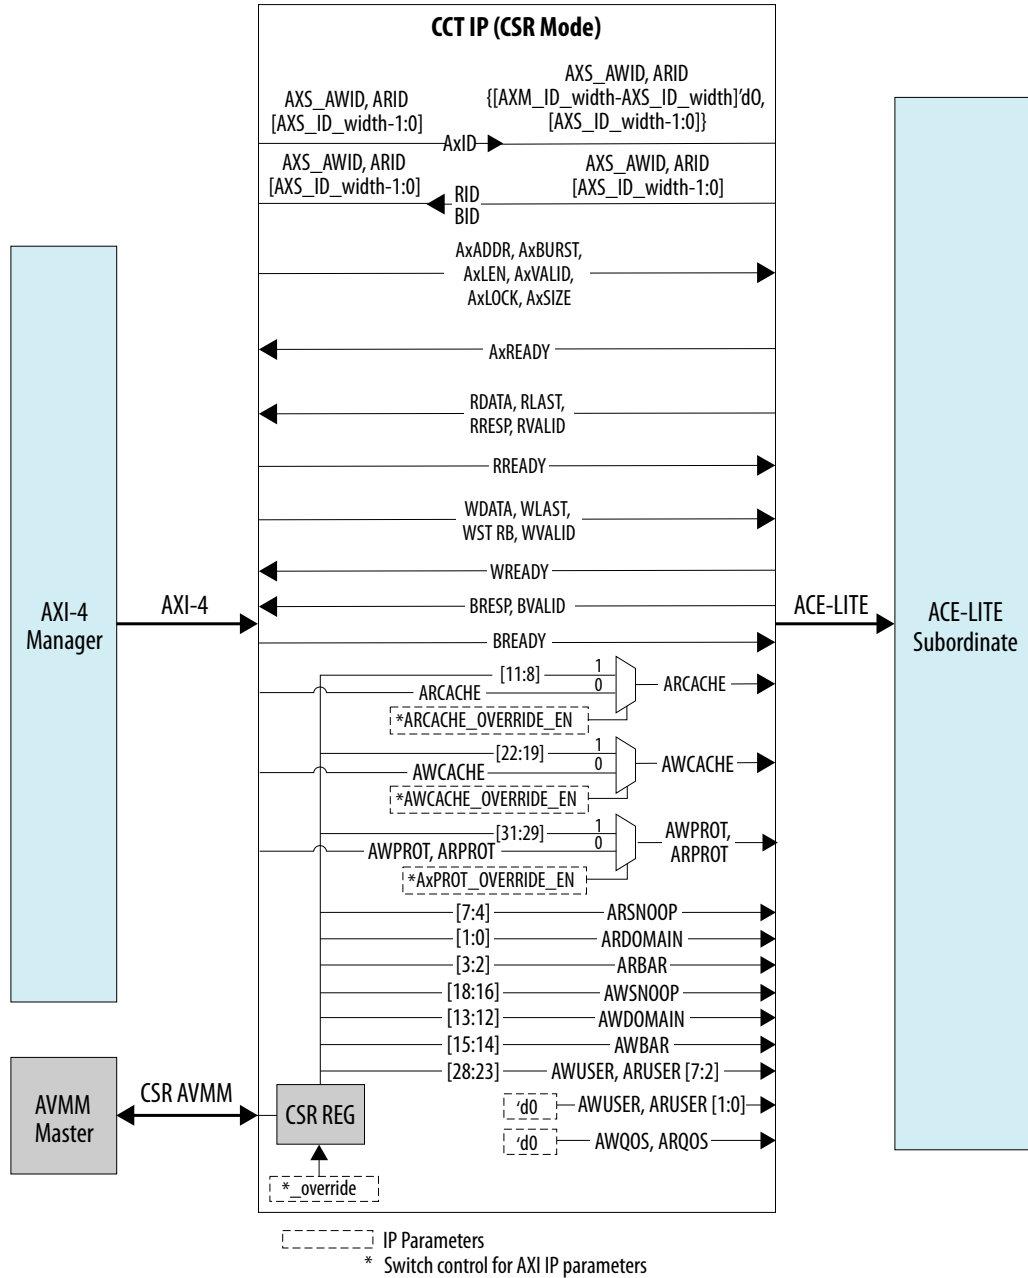 CCT IP (CSR Mode)
AXS_AWID, ARID
[AXS_ID_width-1:0]
AXS_AWID, ARID
{[AXM_ID_width-AXS_ID_width]'d0,
[AXS_ID_width-1:0]}
AxID
AXS_AWID, ARID
[AXS_ID_width-1:0]
RID
BID
AXS_AWID, ARID
[AXS_ID_width-1:0]
AxADDR, AxBURST,
AxLEN, AxVALID,
AxLOCK, AxSIZE
AxREADY
RDATA, RLAST,
RRESP, RVALID
RREADY
WDATA, WLAST,
WST RB, WVALID
WREADY
BRESP, BVALID
BREADY
AXI-4
Manager
AXI-4
ACE-LITE
ACE-LITE
Subordinate
[11:8]
1
0
ARCACHE
ARCACHE
*ARCACHE_OVERRIDE_EN
[22:19]
1
0
AWCACHE
AWCACHE
*AWCACHE_OVERRIDE_EN
[31:29]
1
0
AWPROT, ARPROT
AWPROT,
ARPROT
*AxPROT_OVERRIDE_EN
[7:4] ARSNOOP
[1:0] ARDOMAIN
[3:2] ARBAR
[18:16] AWSNOOP
[13:12] AWDOMAIN
[15:14] AWBAR
[28:23] AWUSER, ARUSER [7:2]
AVMM
Master
CSR AVMM
CSR REG
'd0 AWUSER, ARUSER [1:0]
'd0 AWQOS, ARQOS
*_override
IP Parameters
* Switch control for AXI IP parameters